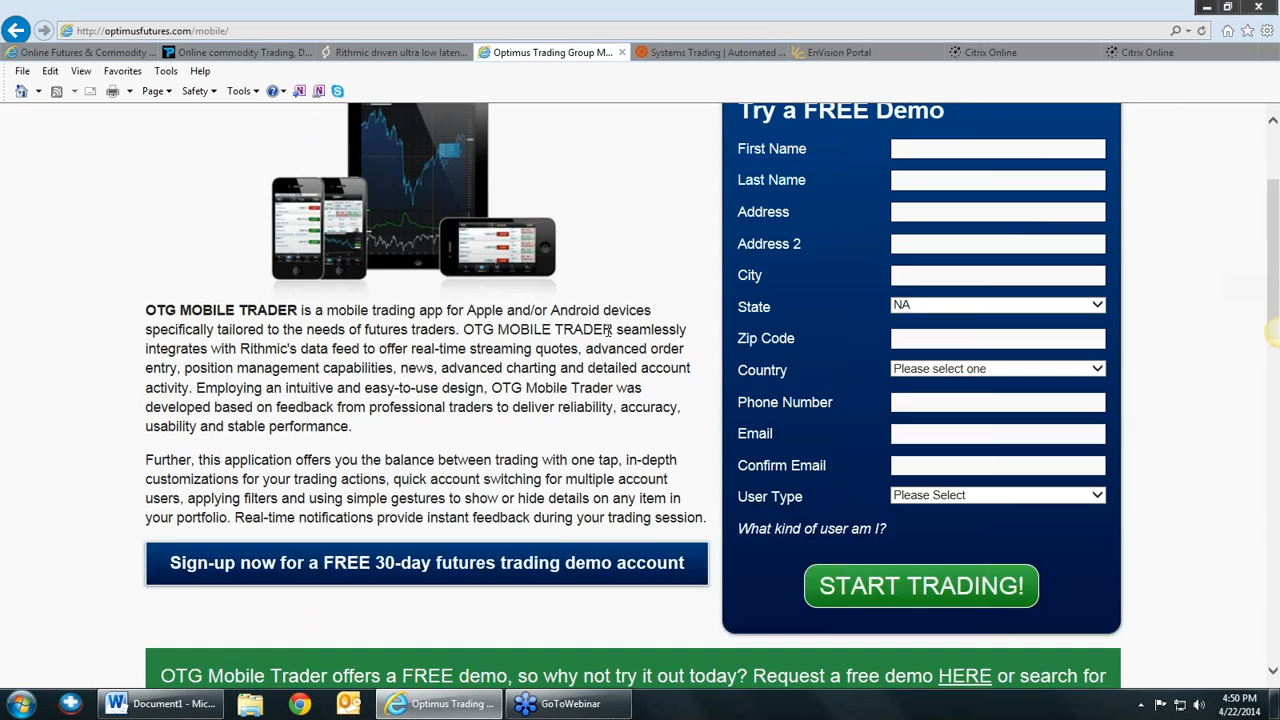 http://optimusfutures.com/mobile/
Online Futures & Commodity ...
Online commodity Trading, D...
Rithmic driven ultra low laten...
Optimus Trading Group M...
Systems Trading | Automated ...
EnVision Portal
Citrix Online
Citrix Online
File Edit View Favorites Tools Help
Page Safety Tools
Try a FREE Demo
First Name
Last Name
Address
Address 2
City
State NA
Zip Code
Country Please select one
Phone Number
Email
Confirm Email
User Type Please Select
What kind of user am I?
START TRADING!
OTG MOBILE TRADER is a mobile trading app for Apple and/or Android devices
specifically tailored to the needs of futures traders. OTG MOBILE TRADER seamlessly
integrates with Rithmic's data feed to offer real-time streaming quotes, advanced order
entry, position management capabilities, news, advanced charting and detailed account
activity. Employing an intuitive and easy-to-use design, OTG Mobile Trader was
developed based on feedback from professional traders to deliver reliability, accuracy,
usability and stable performance.
Further, this application offers you the balance between trading with one tap, in-depth
customizations for your trading actions, quick account switching for multiple account
users, applying filters and using simple gestures to show or hide details on any item in
your portfolio. Real-time notifications provide instant feedback during your trading session.
Sign-up now for a FREE 30-day futures trading demo account
OTG Mobile Trader offers a FREE demo, so why not try it out today? Request a free demo HERE or search for
Document1 - Mic...
Optimus Trading ...
GoToWebinar
4:50 PM
4/22/2014